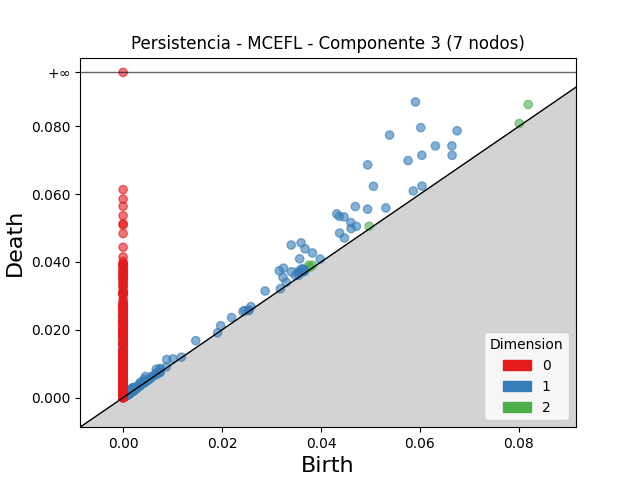 Persistencia - MCEFL - Componente 3 (7 nodos)
+∞
0.080
0.060
0.040
0.020
0.000
Death
0.00 0.02 0.04 0.06 0.08
Birth
Dimension
0
1
2